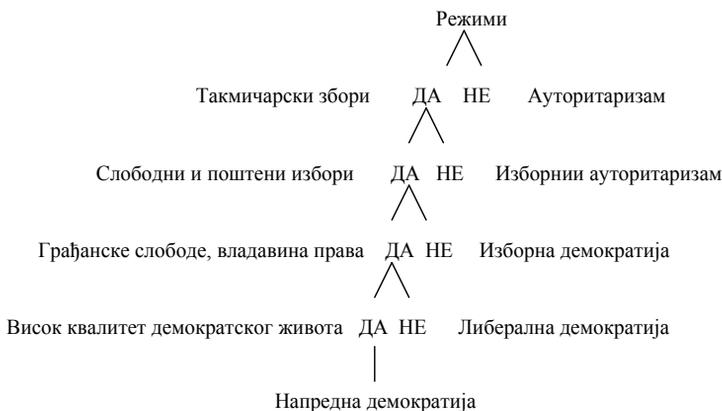 Режими
Такмичарски збори ДА НЕ Ауторитаризам
Слободни и поштени избори ДА НЕ Изборнии ауторитаризам
Грађанске слободе, владавина права ДА НЕ Изборна демократија
Висок квалитет демократског живота ДА НЕ Либерална демократија
Напредна демократија